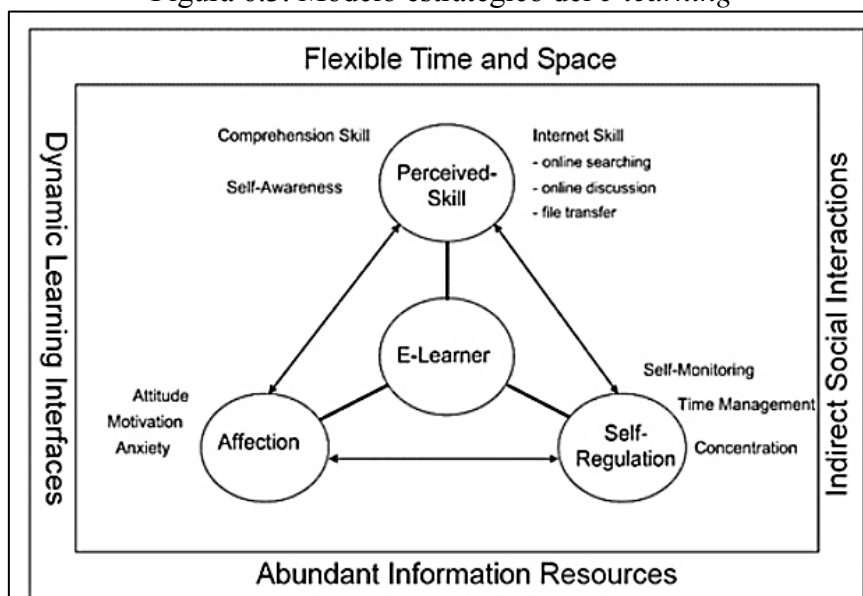 Figura Modelo estratégico del e-learning
Flexible Time and Space
Dynamic Learning Interfaces
Indirect Social Interactions
Comprehension Skill
Self-Awareness
Perceived-
Skill
Internet Skill
- online searching
- online discussion
- file transfer
E-Learner
Attitude
Motivation
Anxiety
Affection
Self-
Regulation
Self-Monitoring
Time Management
Concentration
Abundant Information Resources